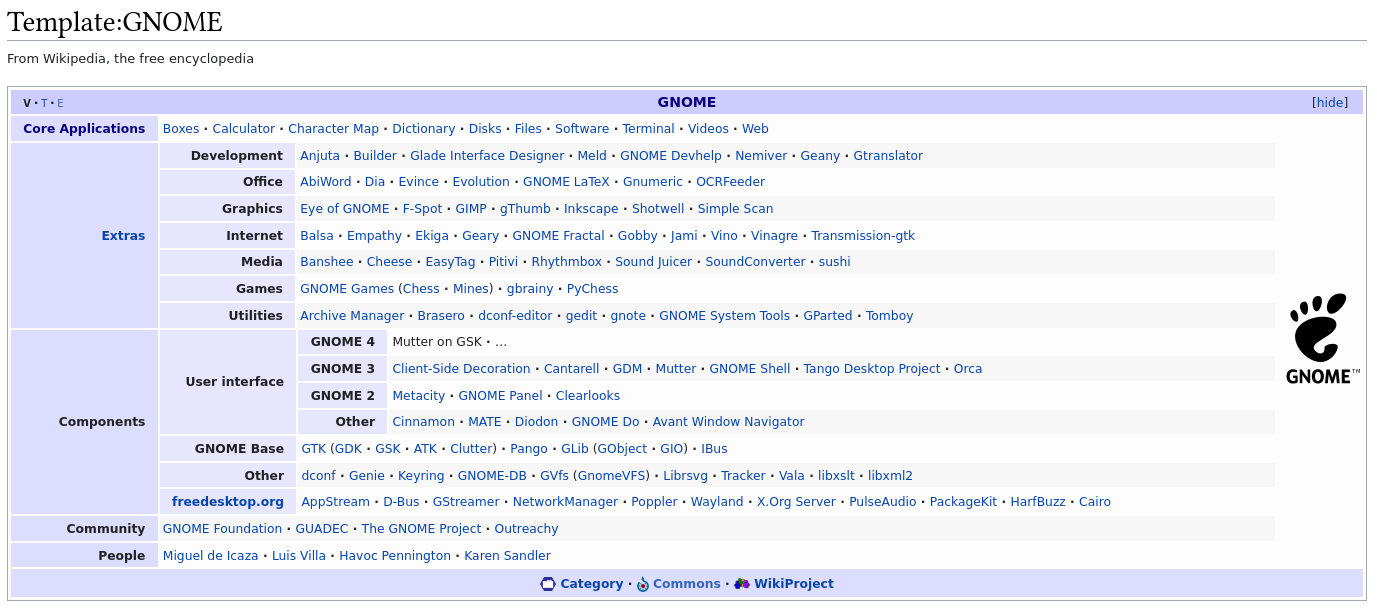 Template:GNOME
From Wikipedia, the free encyclopedia
V · T · E GNOME [hide]
Core Applications Boxes · Calculator · Character Map · Dictionary · Disks · Files · Software · Terminal · Videos · Web
Extras
Development Anjuta · Builder · Glade Interface Designer · Meld · GNOME Devhelp · Nemiver · Geany · Gtranslator
Office AbiWord · Dia · Evince · Evolution · GNOME LaTeX · Gnumeric · OCRFeeder
Graphics Eye of GNOME · F-Spot · GIMP · gThumb · Inkscape · Shotwell · Simple Scan
Internet Balsa · Empathy · Ekiga · Geary · GNOME Fractal · Gobby · Jami · Vino · Vinagre · Transmission-gtk
Media Banshee · Cheese · EasyTag · Pitivi · Rhythmbox · Sound Juicer · SoundConverter · sushi
Games GNOME Games (Chess · Mines) · gbrainy · PyChess
Utilities Archive Manager · Brasero · dconf-editor · gedit · gnote · GNOME System Tools · GParted · Tomboy
Components
User interface
GNOME 4 Mutter on GSK · ...
GNOME 3 Client-Side Decoration · Cantarell · GDM · Mutter · GNOME Shell · Tango Desktop Project · Orca
GNOME 2 Metacity · GNOME Panel · Clearlooks
Other Cinnamon · MATE · Diodon · GNOME Do · Avant Window Navigator
GNOME Base GTK (GDK · GSK · ATK · Clutter) · Pango · GLib (GObject · GIO) · IBus
Other dconf · Genie · Keyring · GNOME-DB · GVfs (GnomeVFS) · Librsvg · Tracker · Vala · libxslt · libxml2
freedesktop.org AppStream · D-Bus · GStreamer · NetworkManager · Poppler · Wayland · X.Org Server · PulseAudio · PackageKit · HarfBuzz · Cairo
Community GNOME Foundation · GUADEC · The GNOME Project · Outreachy
People Miguel de Icaza · Luis Villa · Havoc Pennington · Karen Sandler
GNOME™
Category · Commons · WikiProject